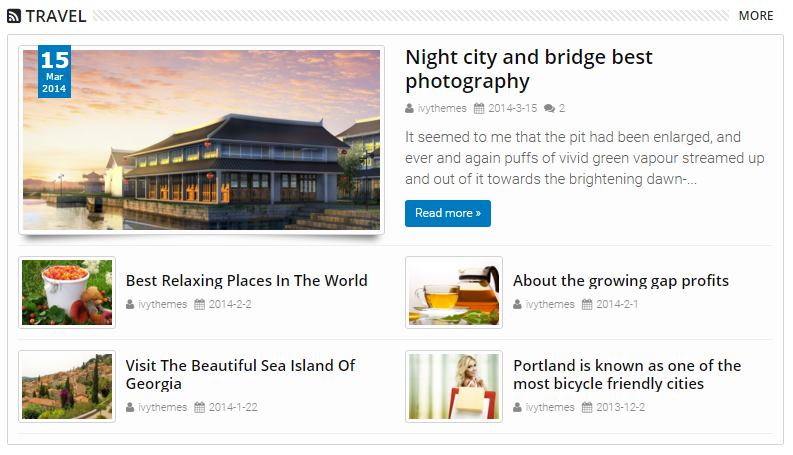 TRAVEL
MORE
15
Mar
2014
Night city and bridge best
photography
ivythemes 2014-3-15 2
It seemed to me that the pit had been enlarged, and
ever and again puffs of vivid green vapour streamed up
and out of it towards the brightening dawn-...
Read more »
Best Relaxing Places In The World
ivythemes 2014-2-2
About the growing gap profits
ivythemes 2014-2-1
Visit The Beautiful Sea Island Of
Georgia
ivythemes 2014-1-22
Portland is known as one of the
most bicycle friendly cities
ivythemes 2013-12-2